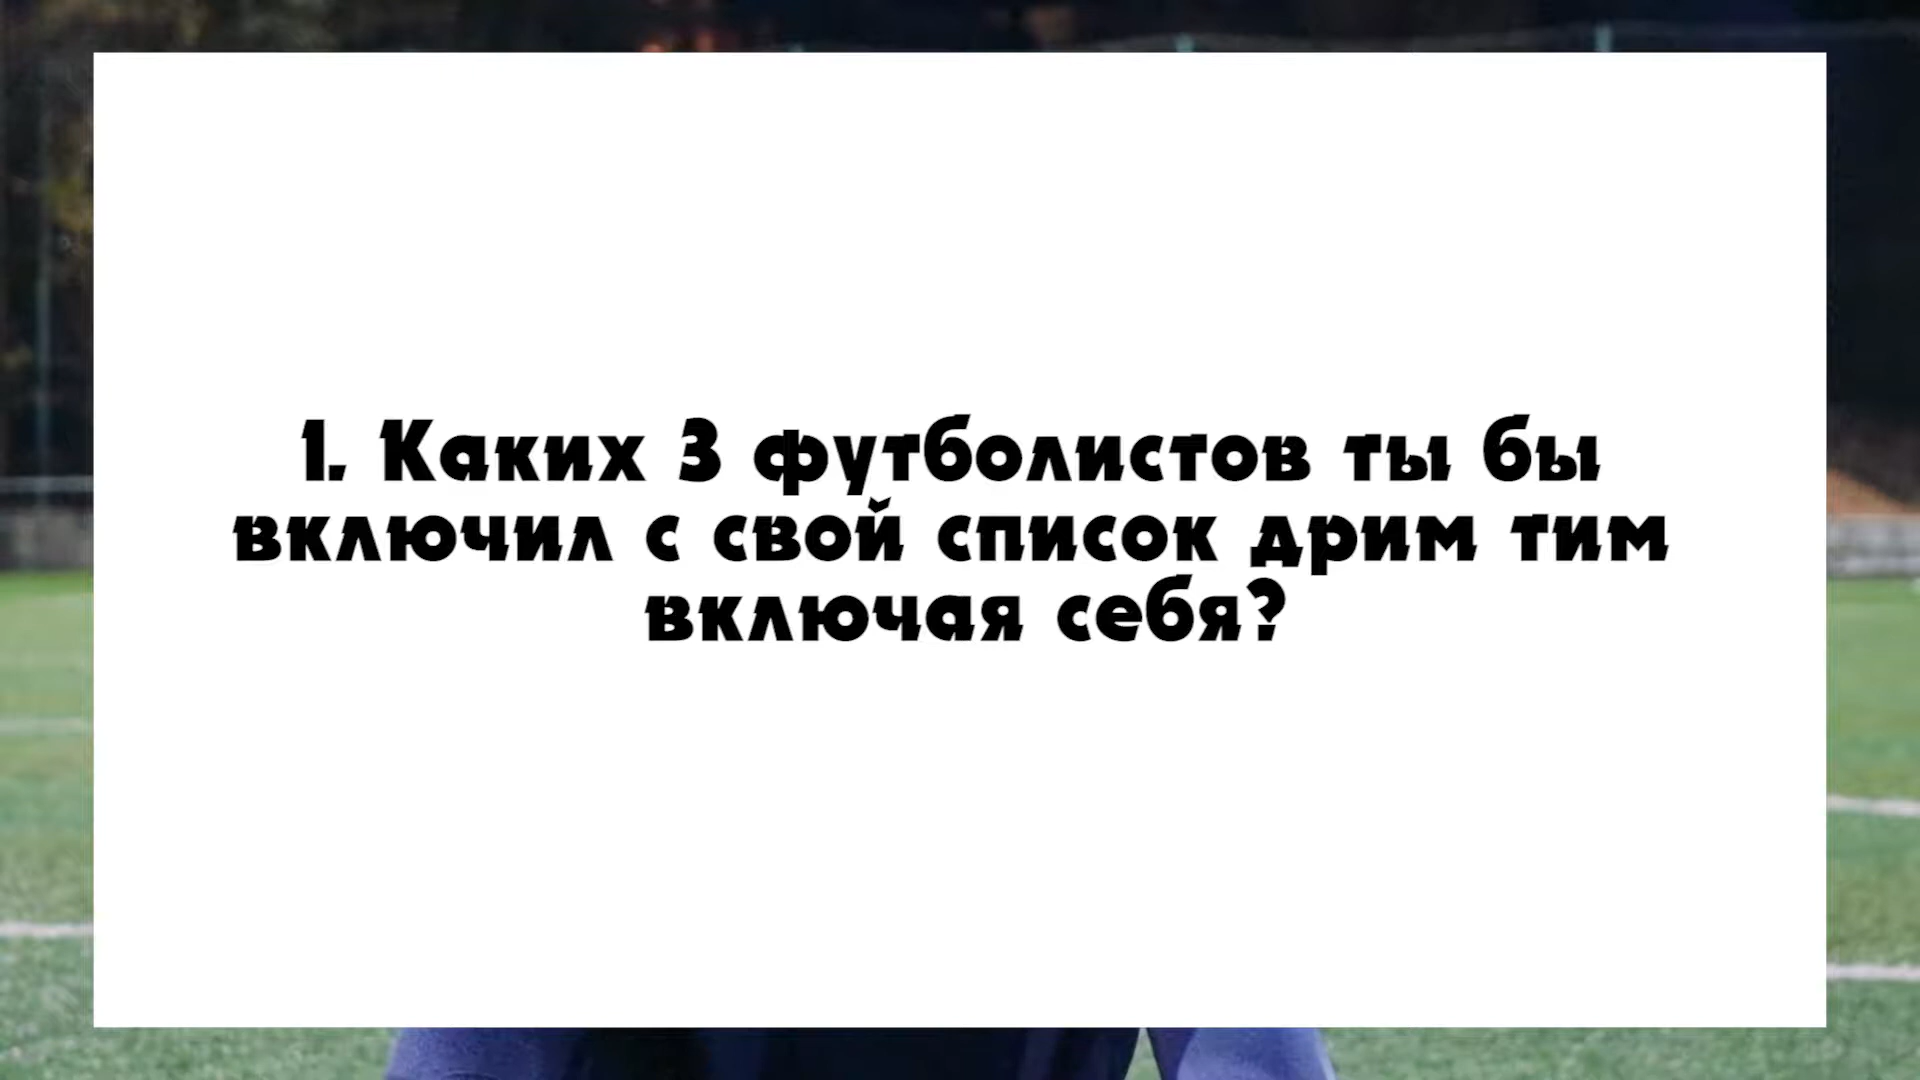 1. Каких 3 футболистов ты бы
включил с свой список дрим тим
включая себя?